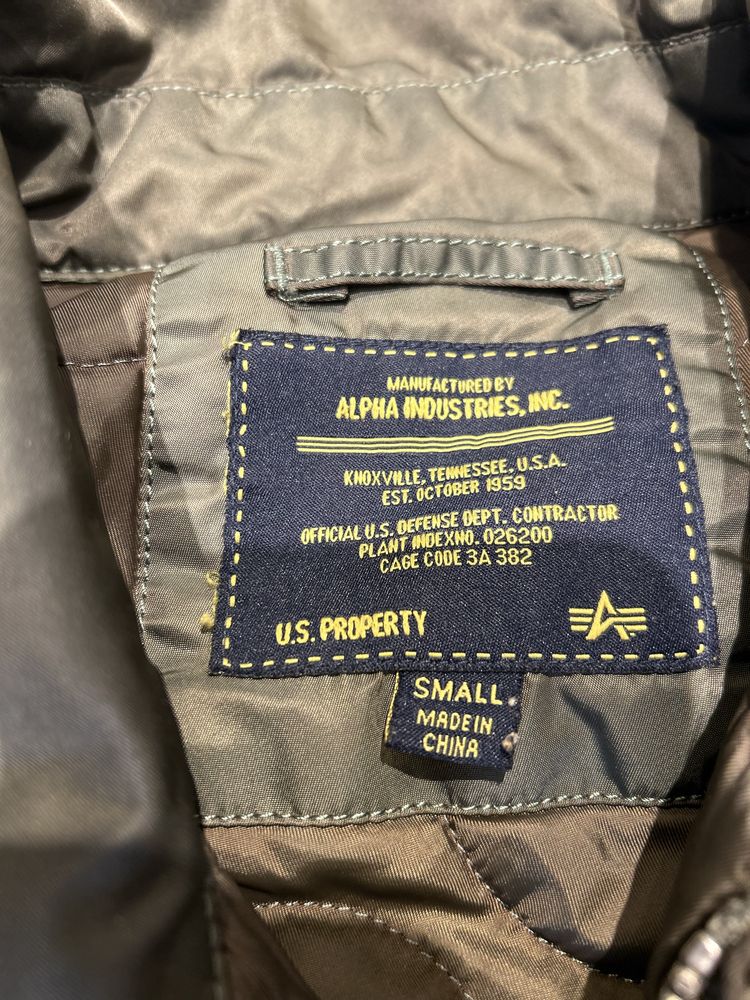 MANUFACTURED BY
ALPHA INDUSTRIES, INC.
KNOXVILLE, TENNESSEE, U.S.A.
EST. OCTOBER 1959
OFFICIAL U.S. DEFENSE DEPT. CONTRACTOR
PLANT INDEXNO. 026200
CAGE CODE 3A 382
U.S. PROPERTY
SMALL
MADE IN
CHINA